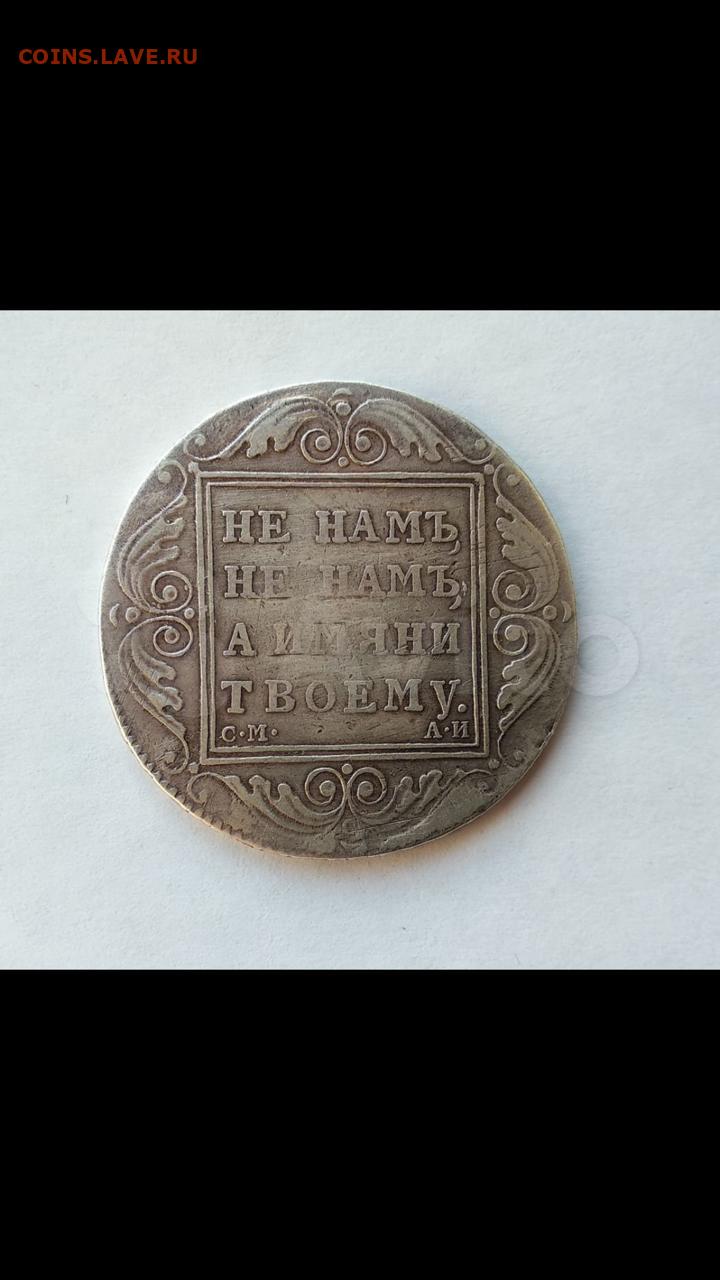 COINS.LAVE.RU
НЕ НАМЪ,
НЕ НАМЪ,
А ИМЯНИ
ТВОЕМУ.
С·М· А·И